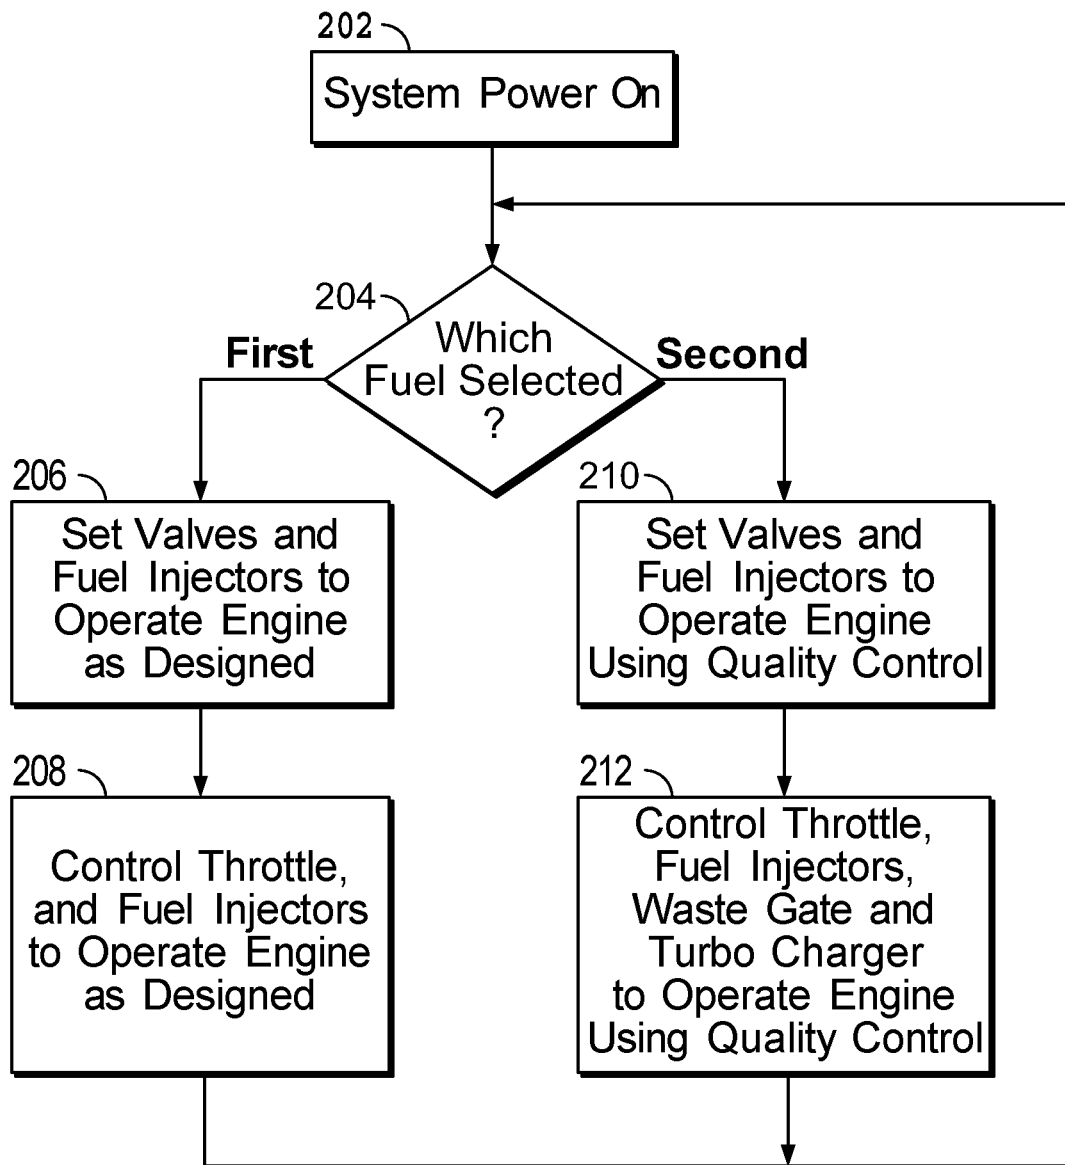 202
System Power On
204
Which
Fuel Selected
?
First
Second
206
Set Valves and
Fuel Injectors to
Operate Engine
as Designed
210
Set Valves and
Fuel Injectors to
Operate Engine
Using Quality Control
208
Control Throttle,
and Fuel Injectors
to Operate Engine
as Designed
212
Control Throttle,
Fuel Injectors,
Waste Gate and
Turbo Charger
to Operate Engine
Using Quality Control